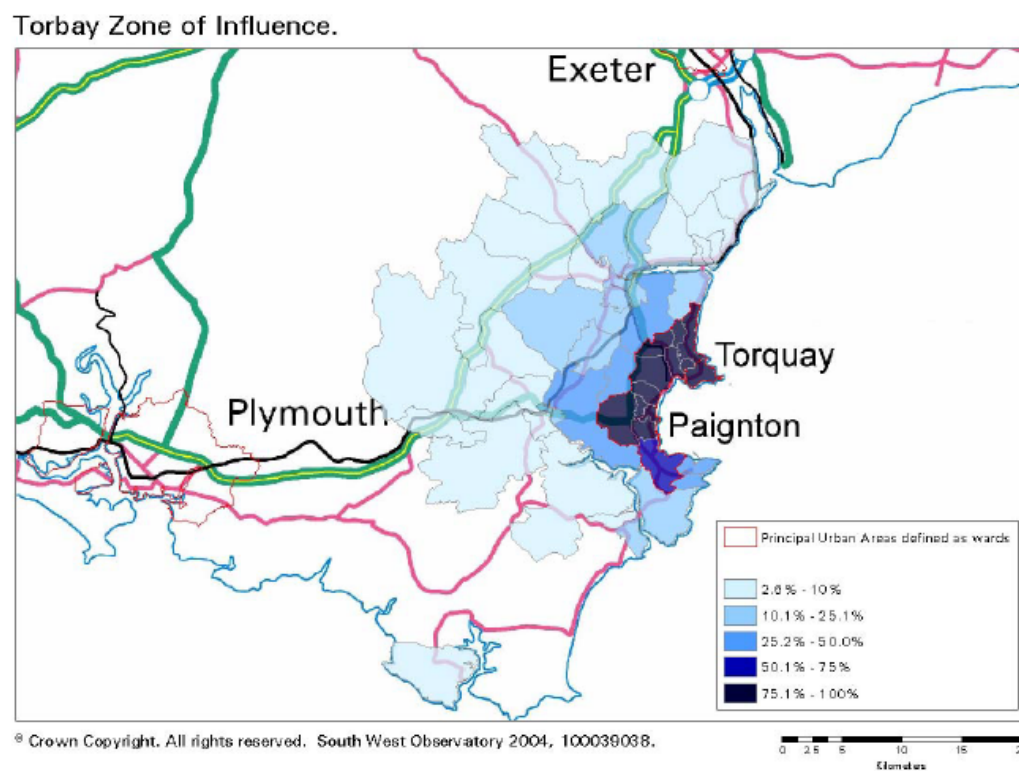 Torbay Zone of Influence.
Exeter
Torquay
Plymouth
Paignton
Principal Urban Areas defined as wards
2.6% - 10%
10.1% - 25.1%
25.2% - 50.0%
50.1% - 75%
75.1% - 100%
© Crown Copyright. All rights reserved. South West Observatory 2004, 100039038.
0 2.5 5 10 15 2
Kilometers